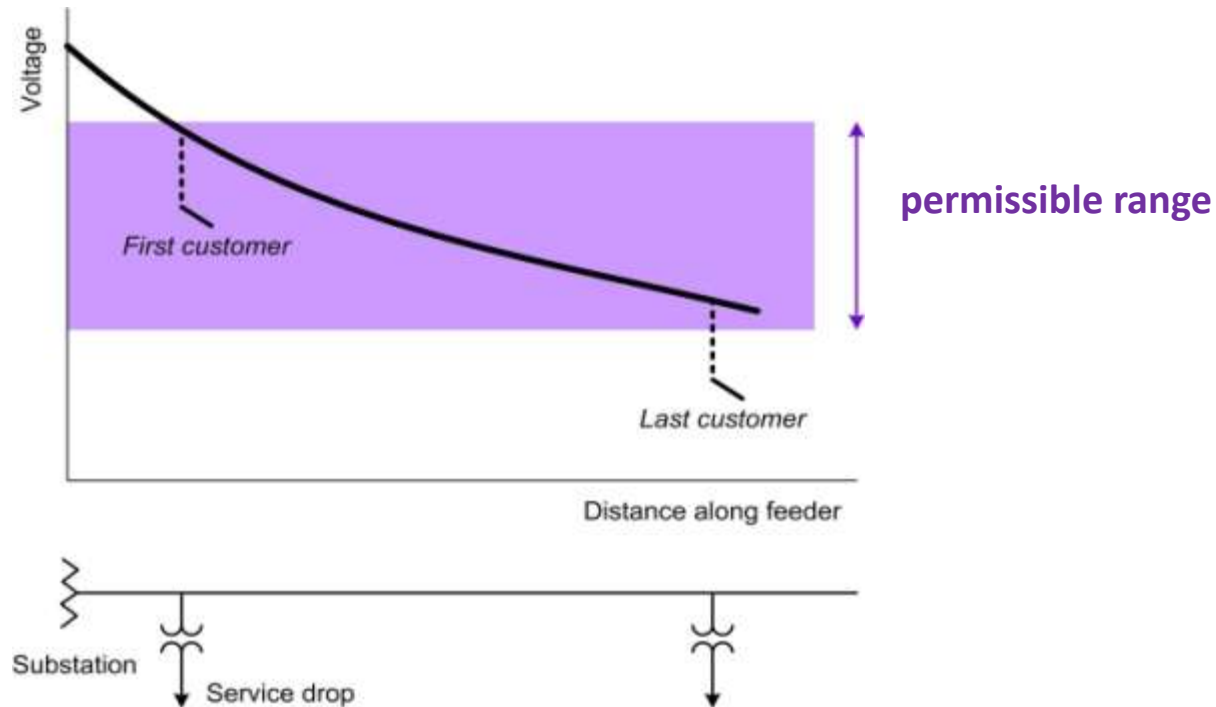 Voltage
permissible range
First customer
Last customer
Distance along feeder
Substation
Service drop